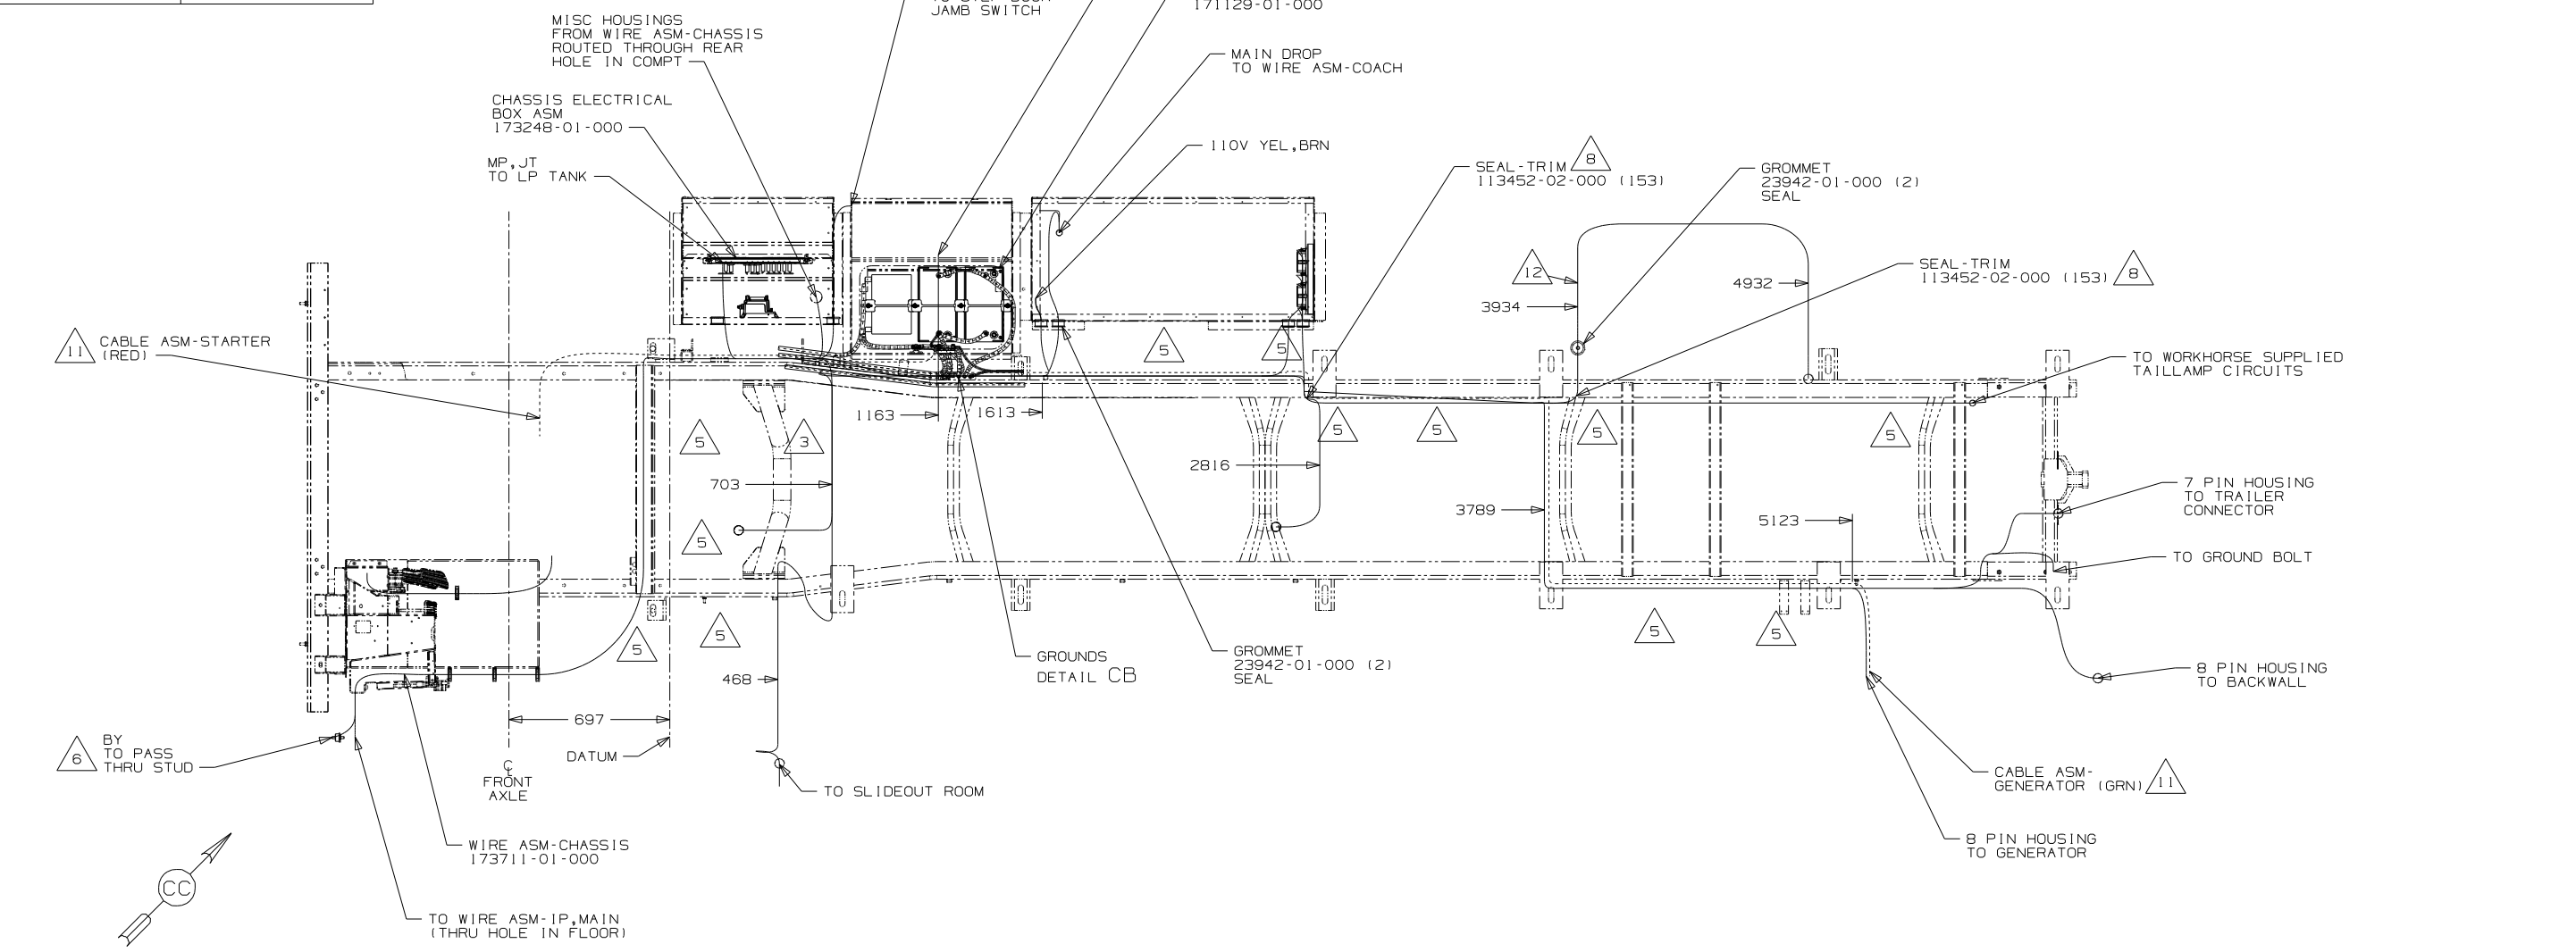 JAMB SWITCH
171129-01-000
MISC HOUSINGS
FROM WIRE ASM-CHASSIS
ROUTED THROUGH REAR
HOLE IN COMPT
MAIN DROP
TO WIRE ASM-COACH
CHASSIS ELECTRICAL
BOX ASM
173248-01-000
MP,JT
TO LP TANK
110V YEL,BRN
SEAL-TRIM
113452-02-000 (153)
8
GROMMET
23942-01-000 (2)
SEAL
12
3934
4932
SEAL-TRIM
113452-02-000 (153)
8
11
CABLE ASM-STARTER
(RED)
5
5
TO WORKHORSE SUPPLIED
TAILLAMP CIRCUITS
1163
1613
5
3
5
5
5
5
2816
703
3789
5123
7 PIN HOUSING
TO TRAILER
CONNECTOR
5
TO GROUND BOLT
5
5
5
5
GROUNDS
DETAIL CB
GROMMET
23942-01-000 (2)
SEAL
468
8 PIN HOUSING
TO BACKWALL
697
DATUM
6
BY
TO PASS
THRU STUD
CL
FRONT
AXLE
TO SLIDEOUT ROOM
CABLE ASM-
GENERATOR (GRN)
11
WIRE ASM-CHASSIS
173711-01-000
8 PIN HOUSING
TO GENERATOR
CC
TO WIRE ASM-IP,MAIN
(THRU HOLE IN FLOOR)